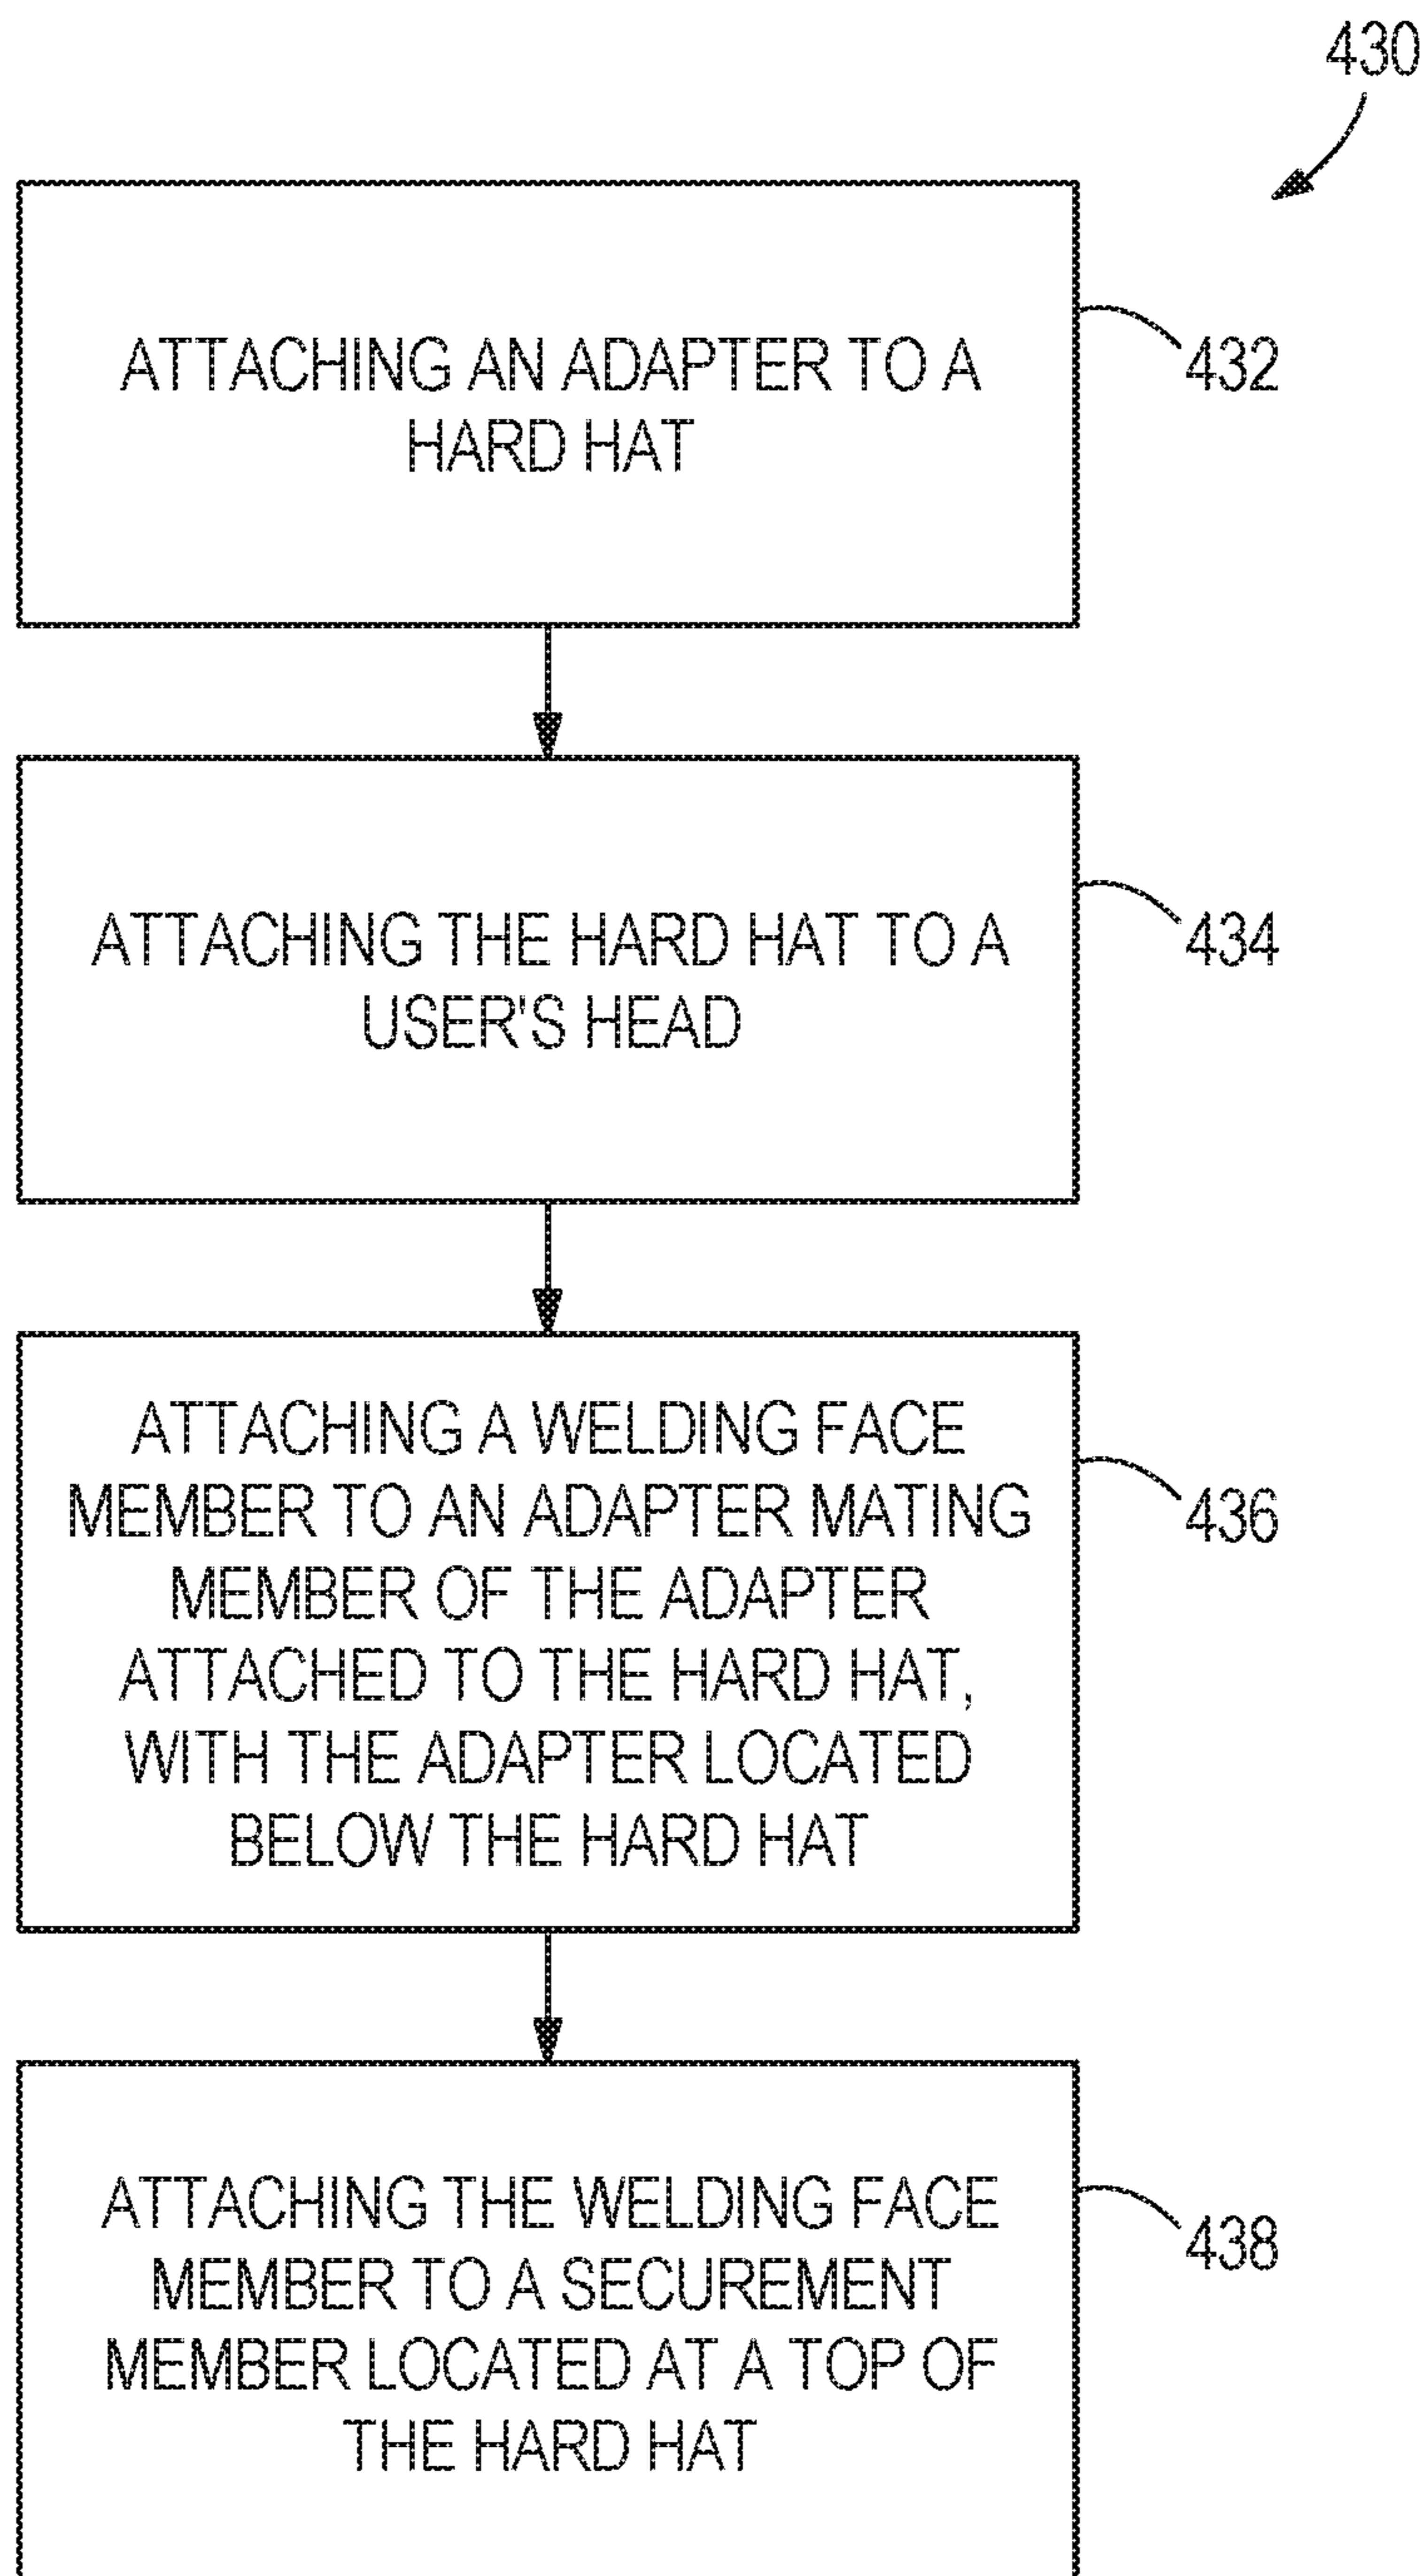 430
ATTACHING AN ADAPTER TO A
HARD HAT
432
ATTACHING THE HARD HAT TO A
USER'S HEAD
434
ATTACHING A WELDING FACE
MEMBER TO AN ADAPTER MATING
MEMBER OF THE ADAPTER
ATTACHED TO THE HARD HAT,
WITH THE ADAPTER LOCATED
BELOW THE HARD HAT
436
ATTACHING THE WELDING FACE
MEMBER TO A SECUREMENT
MEMBER LOCATED AT A TOP OF
THE HARD HAT
438